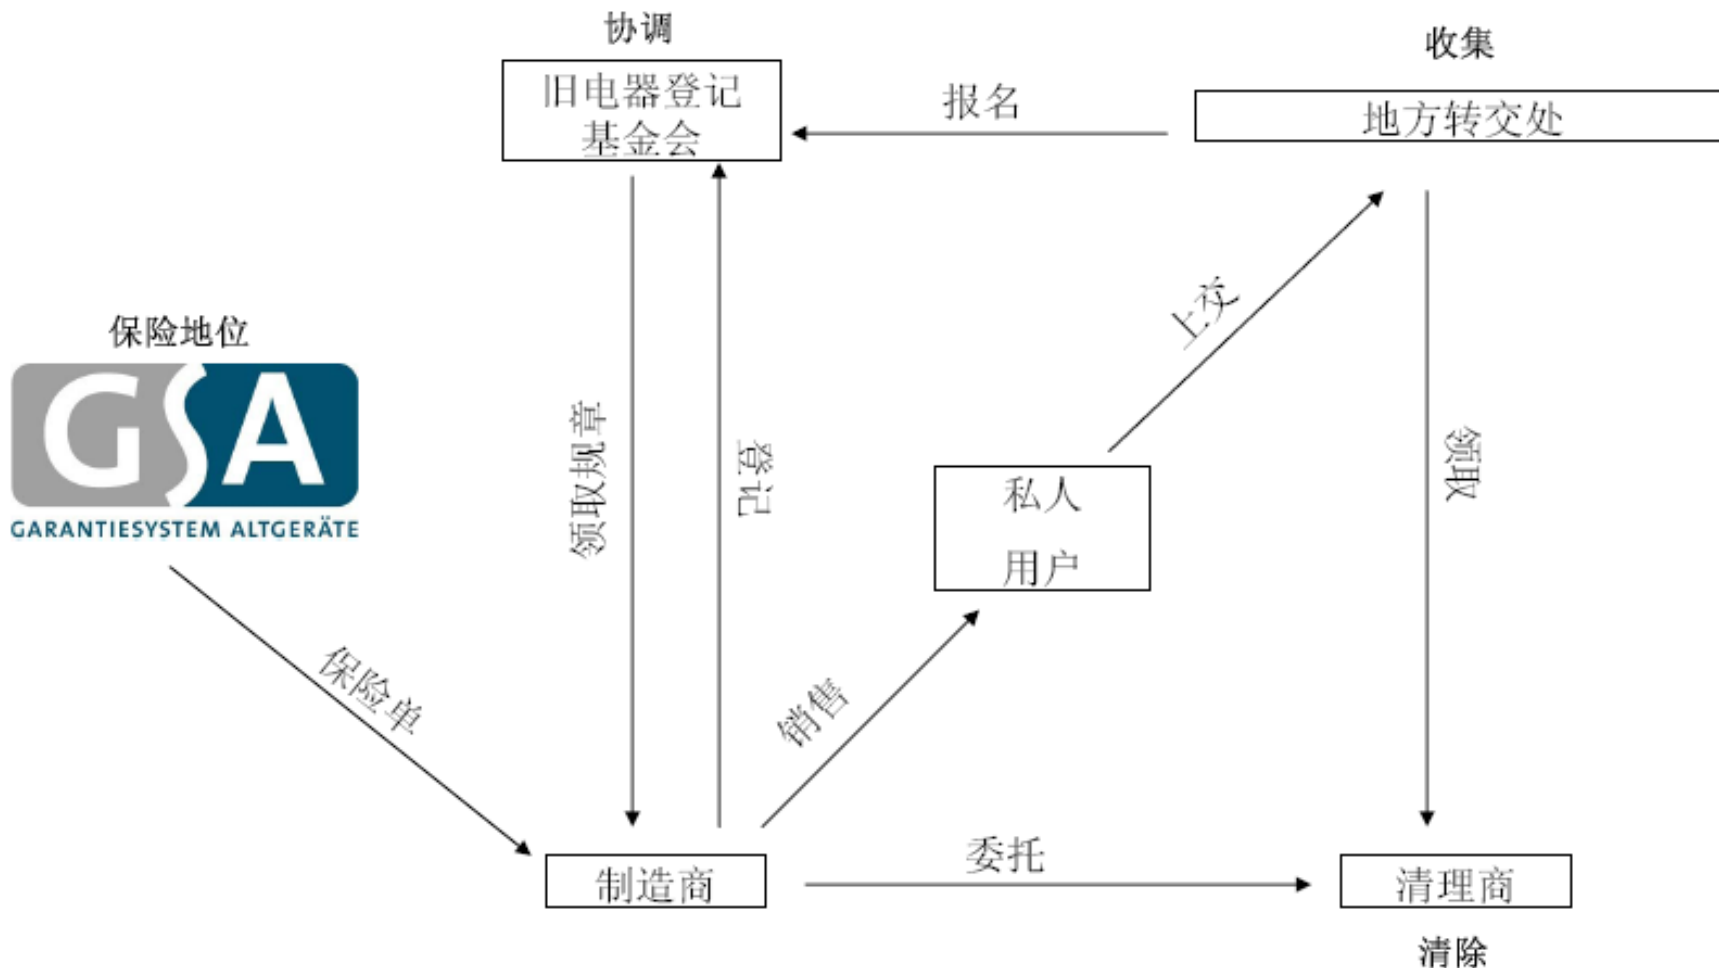 协调
旧电器登记
基金会
报名
收集
地方转交处
上交
保险地位
GSA
GARANTIESYSTEM ALTGERÄTE
领取规章
登记
私人
用户
领取
保险单
销售
制造商
委托
清理商
清除